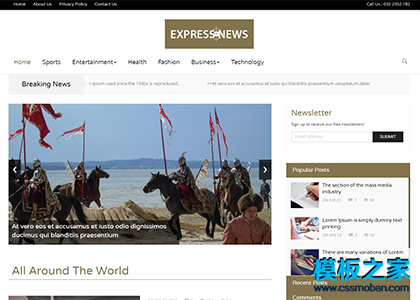 Home About Us Privacy Policy Contact Us
Call Us : 032 2352 782
EXPRESS NEWS
Home Sports Entertainment Health Fashion Business Technology
Breaking News
Ipsum used since the 1500s is reproduced..
At vero eos et accusamus et iusto odio dignissimos ducimus qui blanditiis praesentium voluptatum deleniti
Newsletter
Sign up to receive our free newsletters!
Email Address
SUBMIT
At vero eos et accusamus et iusto odio dignissimos
ducimus qui blanditiis praesentium
Popular Posts
The section of the mass media
industry
Lorem Ipsum is simply dummy text
printing
There are many variations of Lorem
All Around The World
Recent Posts
Recent Comments
模板之家
www.cssmoban.com